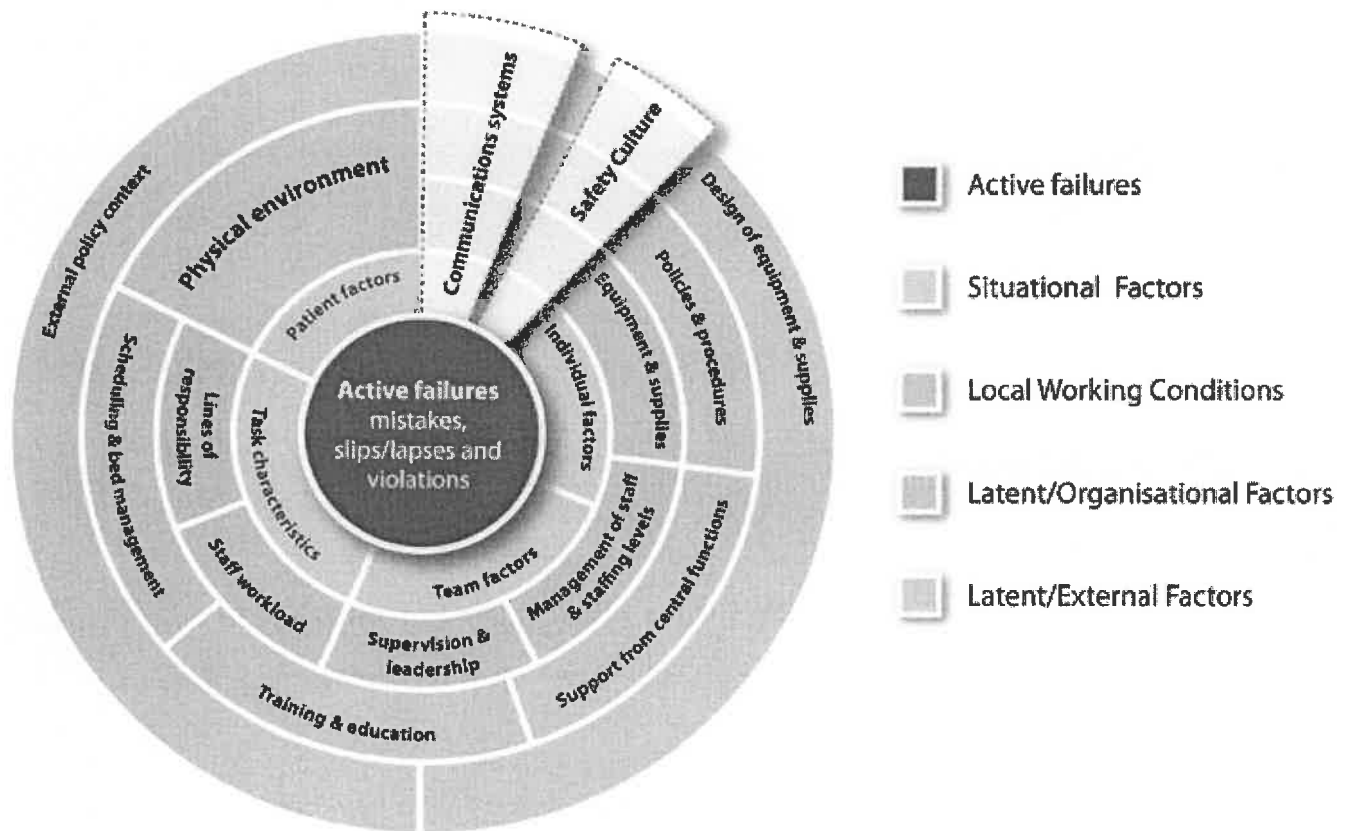 Communications systems
Safety Culture
External policy context
Physical environment
Patient factors
Design of equipment & supplies
Policies & procedures
Equipment & supplies
Individual factors
Scheduling & bed management
Lines of
responsibility
Task characteristics
Active failures
mistakes,
slips/lapses and
violations
Staff workload
Team factors
Management of staff
& staffing levels
Supervision &
leadership
Support from central functions
Training & education
Active failures
Situational Factors
Local Working Conditions
Latent/Organisational Factors
Latent/External Factors